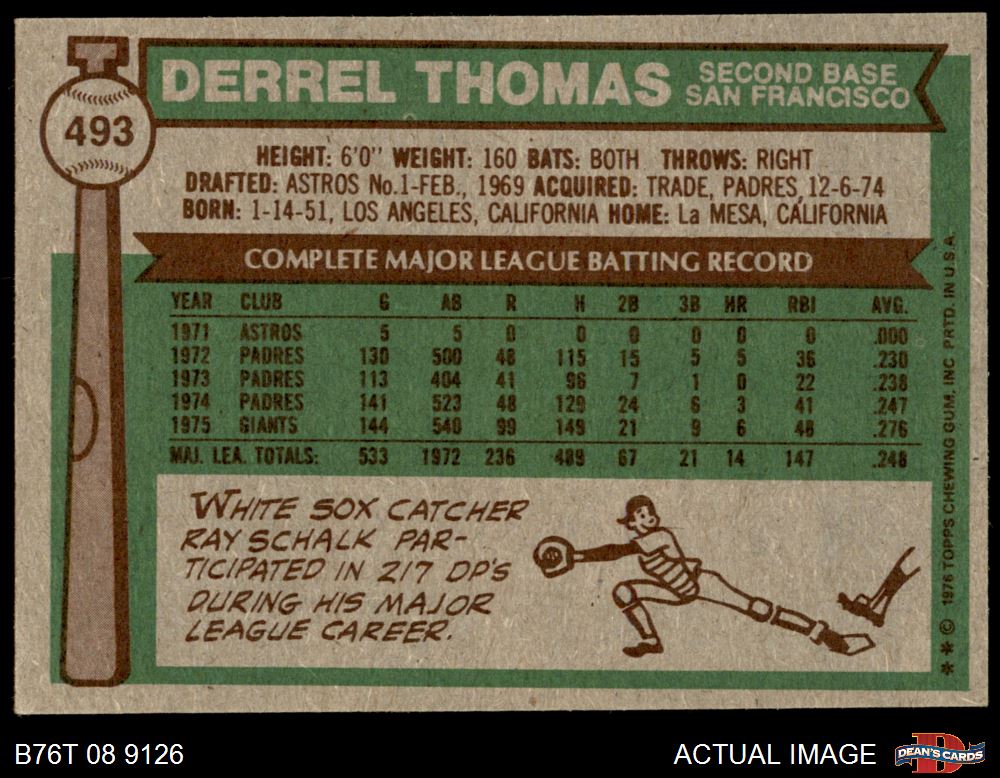 493
DERREL THOMAS SECOND BASE
SAN FRANCISCO
HEIGHT: 6'0" WEIGHT: 160 BATS: BOTH THROWS: RIGHT
DRAFTED: ASTROS No.1-FEB., 1969 ACQUIRED: TRADE, PADRES, 12-6-74
BORN: 1-14-51, LOS ANGELES, CALIFORNIA HOME: La MESA, CALIFORNIA
COMPLETE MAJOR LEAGUE BATTING RECORD
YEAR CLUB G AB R H 2B 3B HR RBI AVG.
1971 ASTROS 5 5 0 0 0 0 0 0 .000
1972 PADRES 130 500 48 115 15 5 5 36 .230
1973 PADRES 113 404 41 96 7 1 0 22 .238
1974 PADRES 141 523 48 129 24 6 3 41 .247
1975 GIANTS 144 540 99 149 21 9 6 48 .276
MAJ. LEA. TOTALS: 533 1972 236 489 67 21 14 147 .248
WHITE SOX CATCHER
RAY SCHALK PAR-
TICIPATED IN 217 DP'S
DURING HIS MAJOR
LEAGUE CAREER.
* * © 1976 TOPPS CHEWING GUM, INC PRTD. IN U.S.A.
B76T 08 9126
ACTUAL IMAGE
DEAN'S CARDS